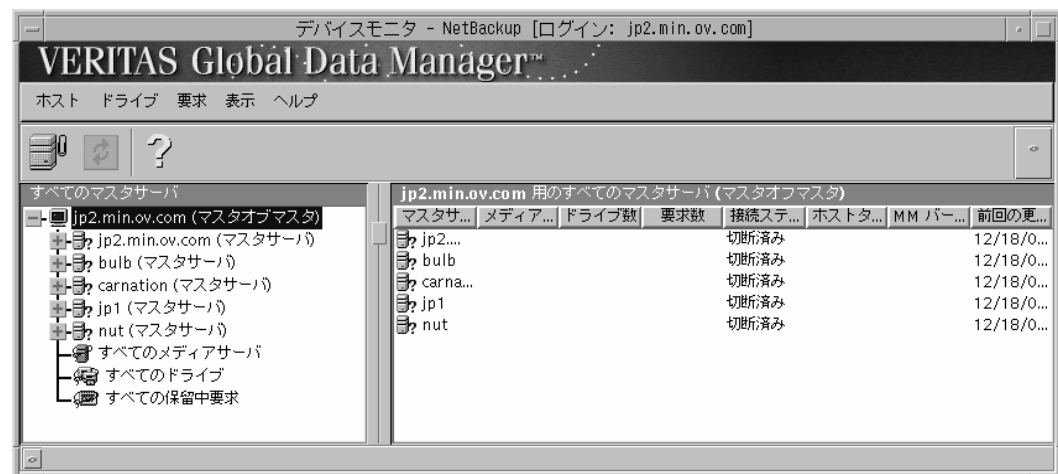 デバイスモニタ - NetBackup [ログイン: jp2.min.ov.com]
VERITAS Global Data Manager™
ホスト ドライブ 要求 表示 ヘルプ
すべてのマスタサーバ
jp2.min.ov.com (マスタオブマスタ)
jp2.min.ov.com (マスタサーバ)
bulb (マスタサーバ)
carnation (マスタサーバ)
jp1 (マスタサーバ)
nut (マスタサーバ)
すべてのメディアサーバ
すべてのドライブ
すべての保留中要求
jp2.min.ov.com 用のすべてのマスタサーバ (マスタオブマスタ)
マスタサ... メディア... ドライブ数 要求数 接続ステ... ホストタ... MM バー... 前回の更...
jp2.... 切断済み 12/18/0...
bulb 切断済み 12/18/0...
carna... 切断済み 12/18/0...
jp1 切断済み 12/18/0...
nut 切断済み 12/18/0...